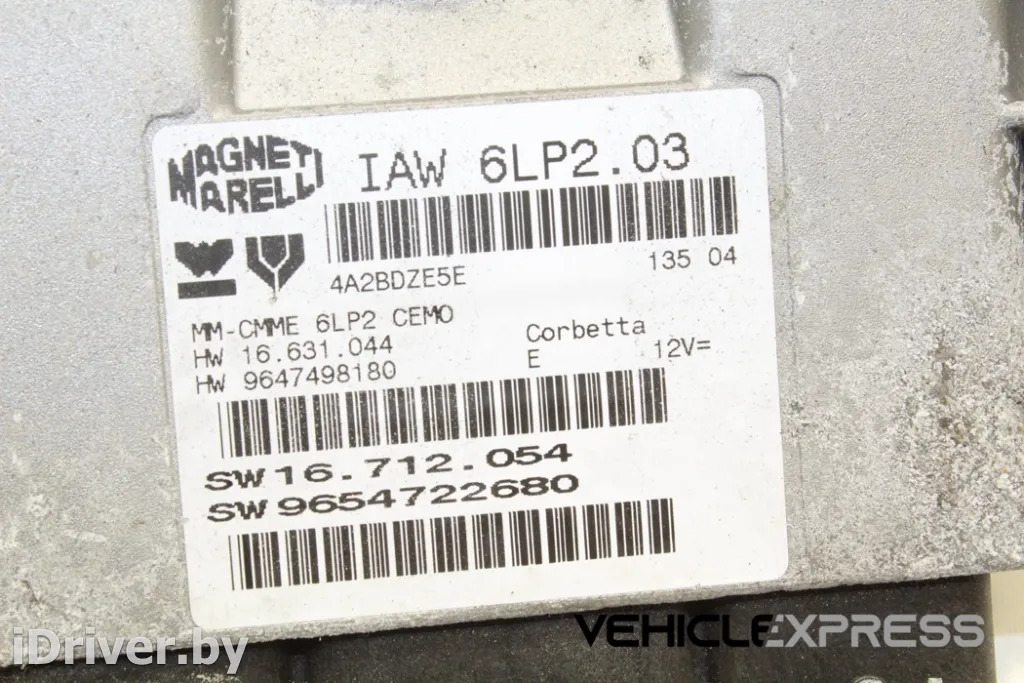 MAGNETI
MARELLI
IAW 6LP2.03
4A2BDZE5E
135 04
MM-CMME 6LP2 CEMO
HW 16.631.044
HW 9647498180
Corbetta
E 12V=
SW 16.712.054
SW 9654722680
VEHICLEXPRESS
iDriver.by